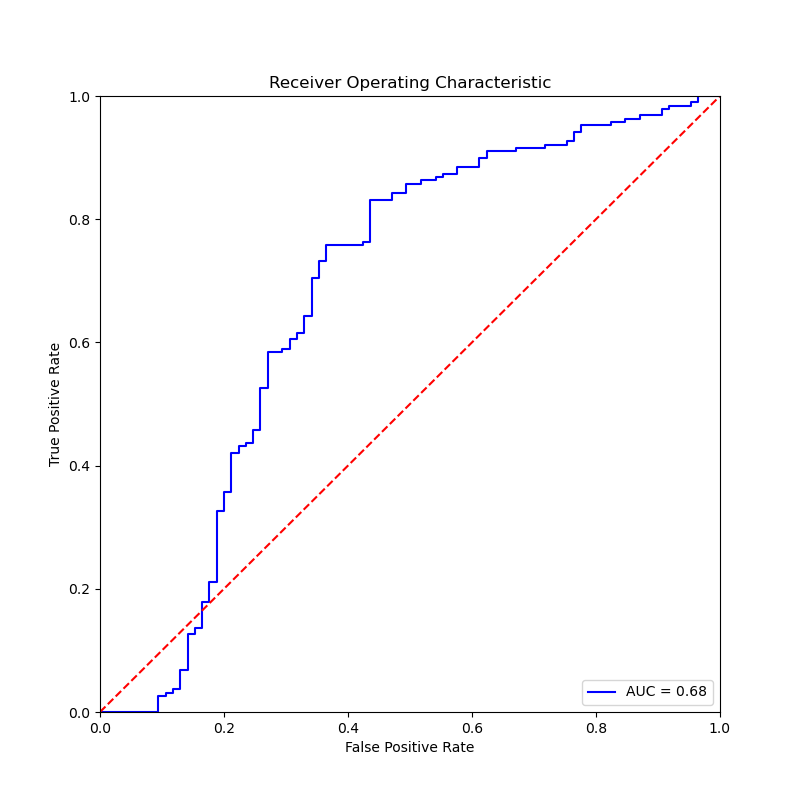 Receiver Operating Characteristic
1.0
0.8
0.6
0.4
0.2
0.0
True Positive Rate
AUC = 0.68
0.0 0.2 0.4 0.6 0.8 1.0
False Positive Rate